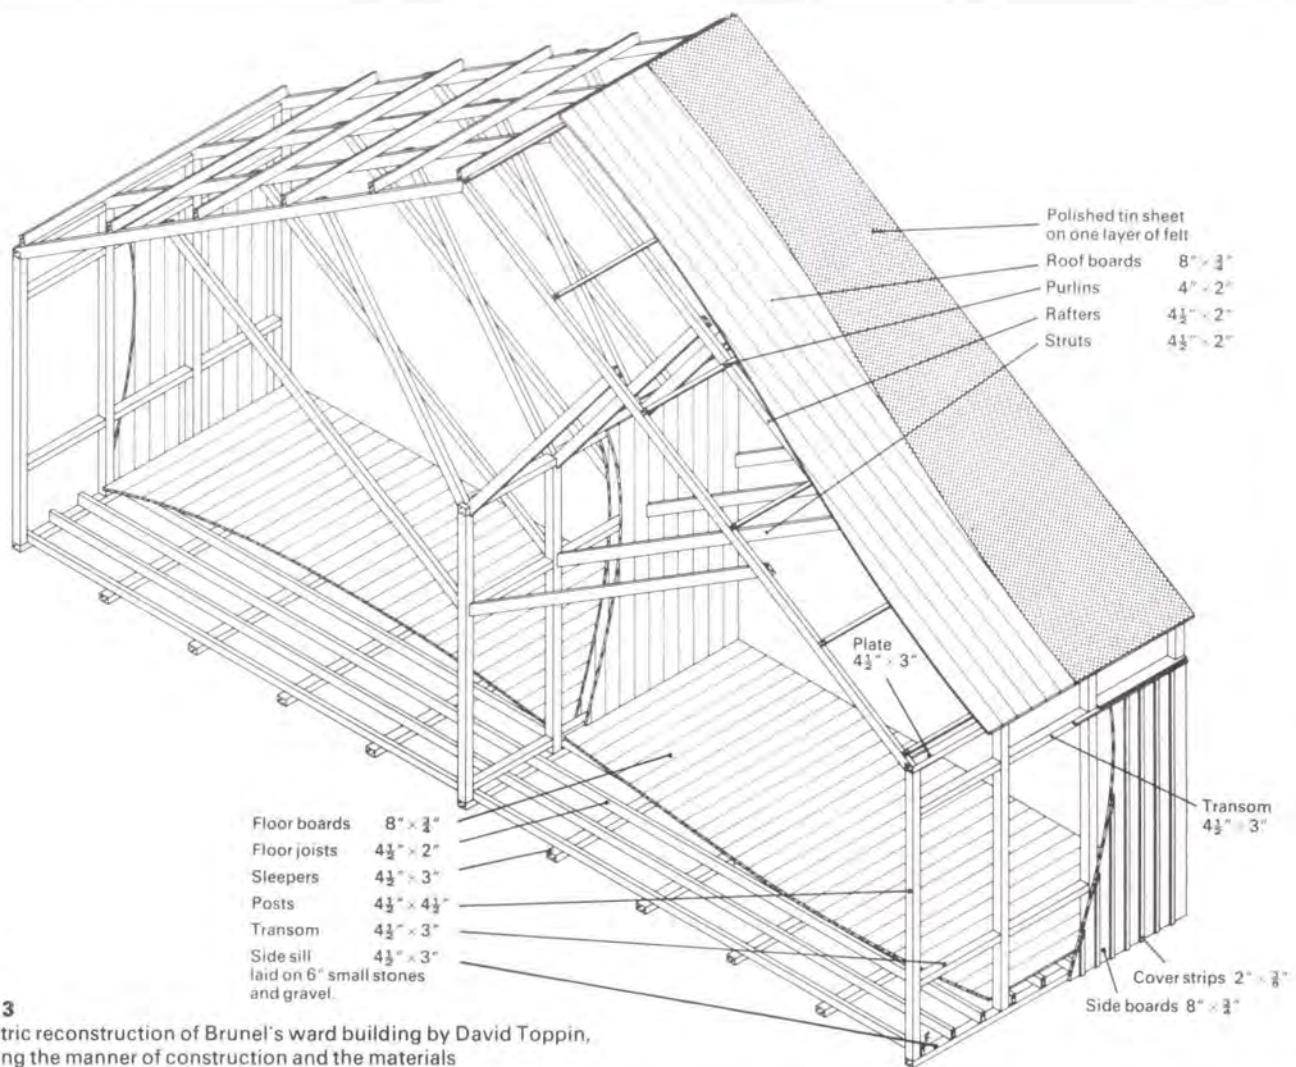 Polished tin sheet
on one layer of felt
Roof boards 8" × ¾"
Purlins 4" × 2"
Rafters 4½" × 2"
Struts 4½" × 2"
Plate
4½" × 3"
Transom
4½" × 3"
Floor boards 8" × ¾"
Floor joists 4½" × 2"
Sleepers 4½" × 3"
Posts 4½" × 4½"
Transom 4½" × 3"
Side sill 4½" × 3"
laid on 6" small stones
and gravel.
Cover strips 2" × ⅜"
Side boards 8" × ¾"
3
tric reconstruction of Brunel's ward building by David Toppin,
ng the manner of construction and the materials